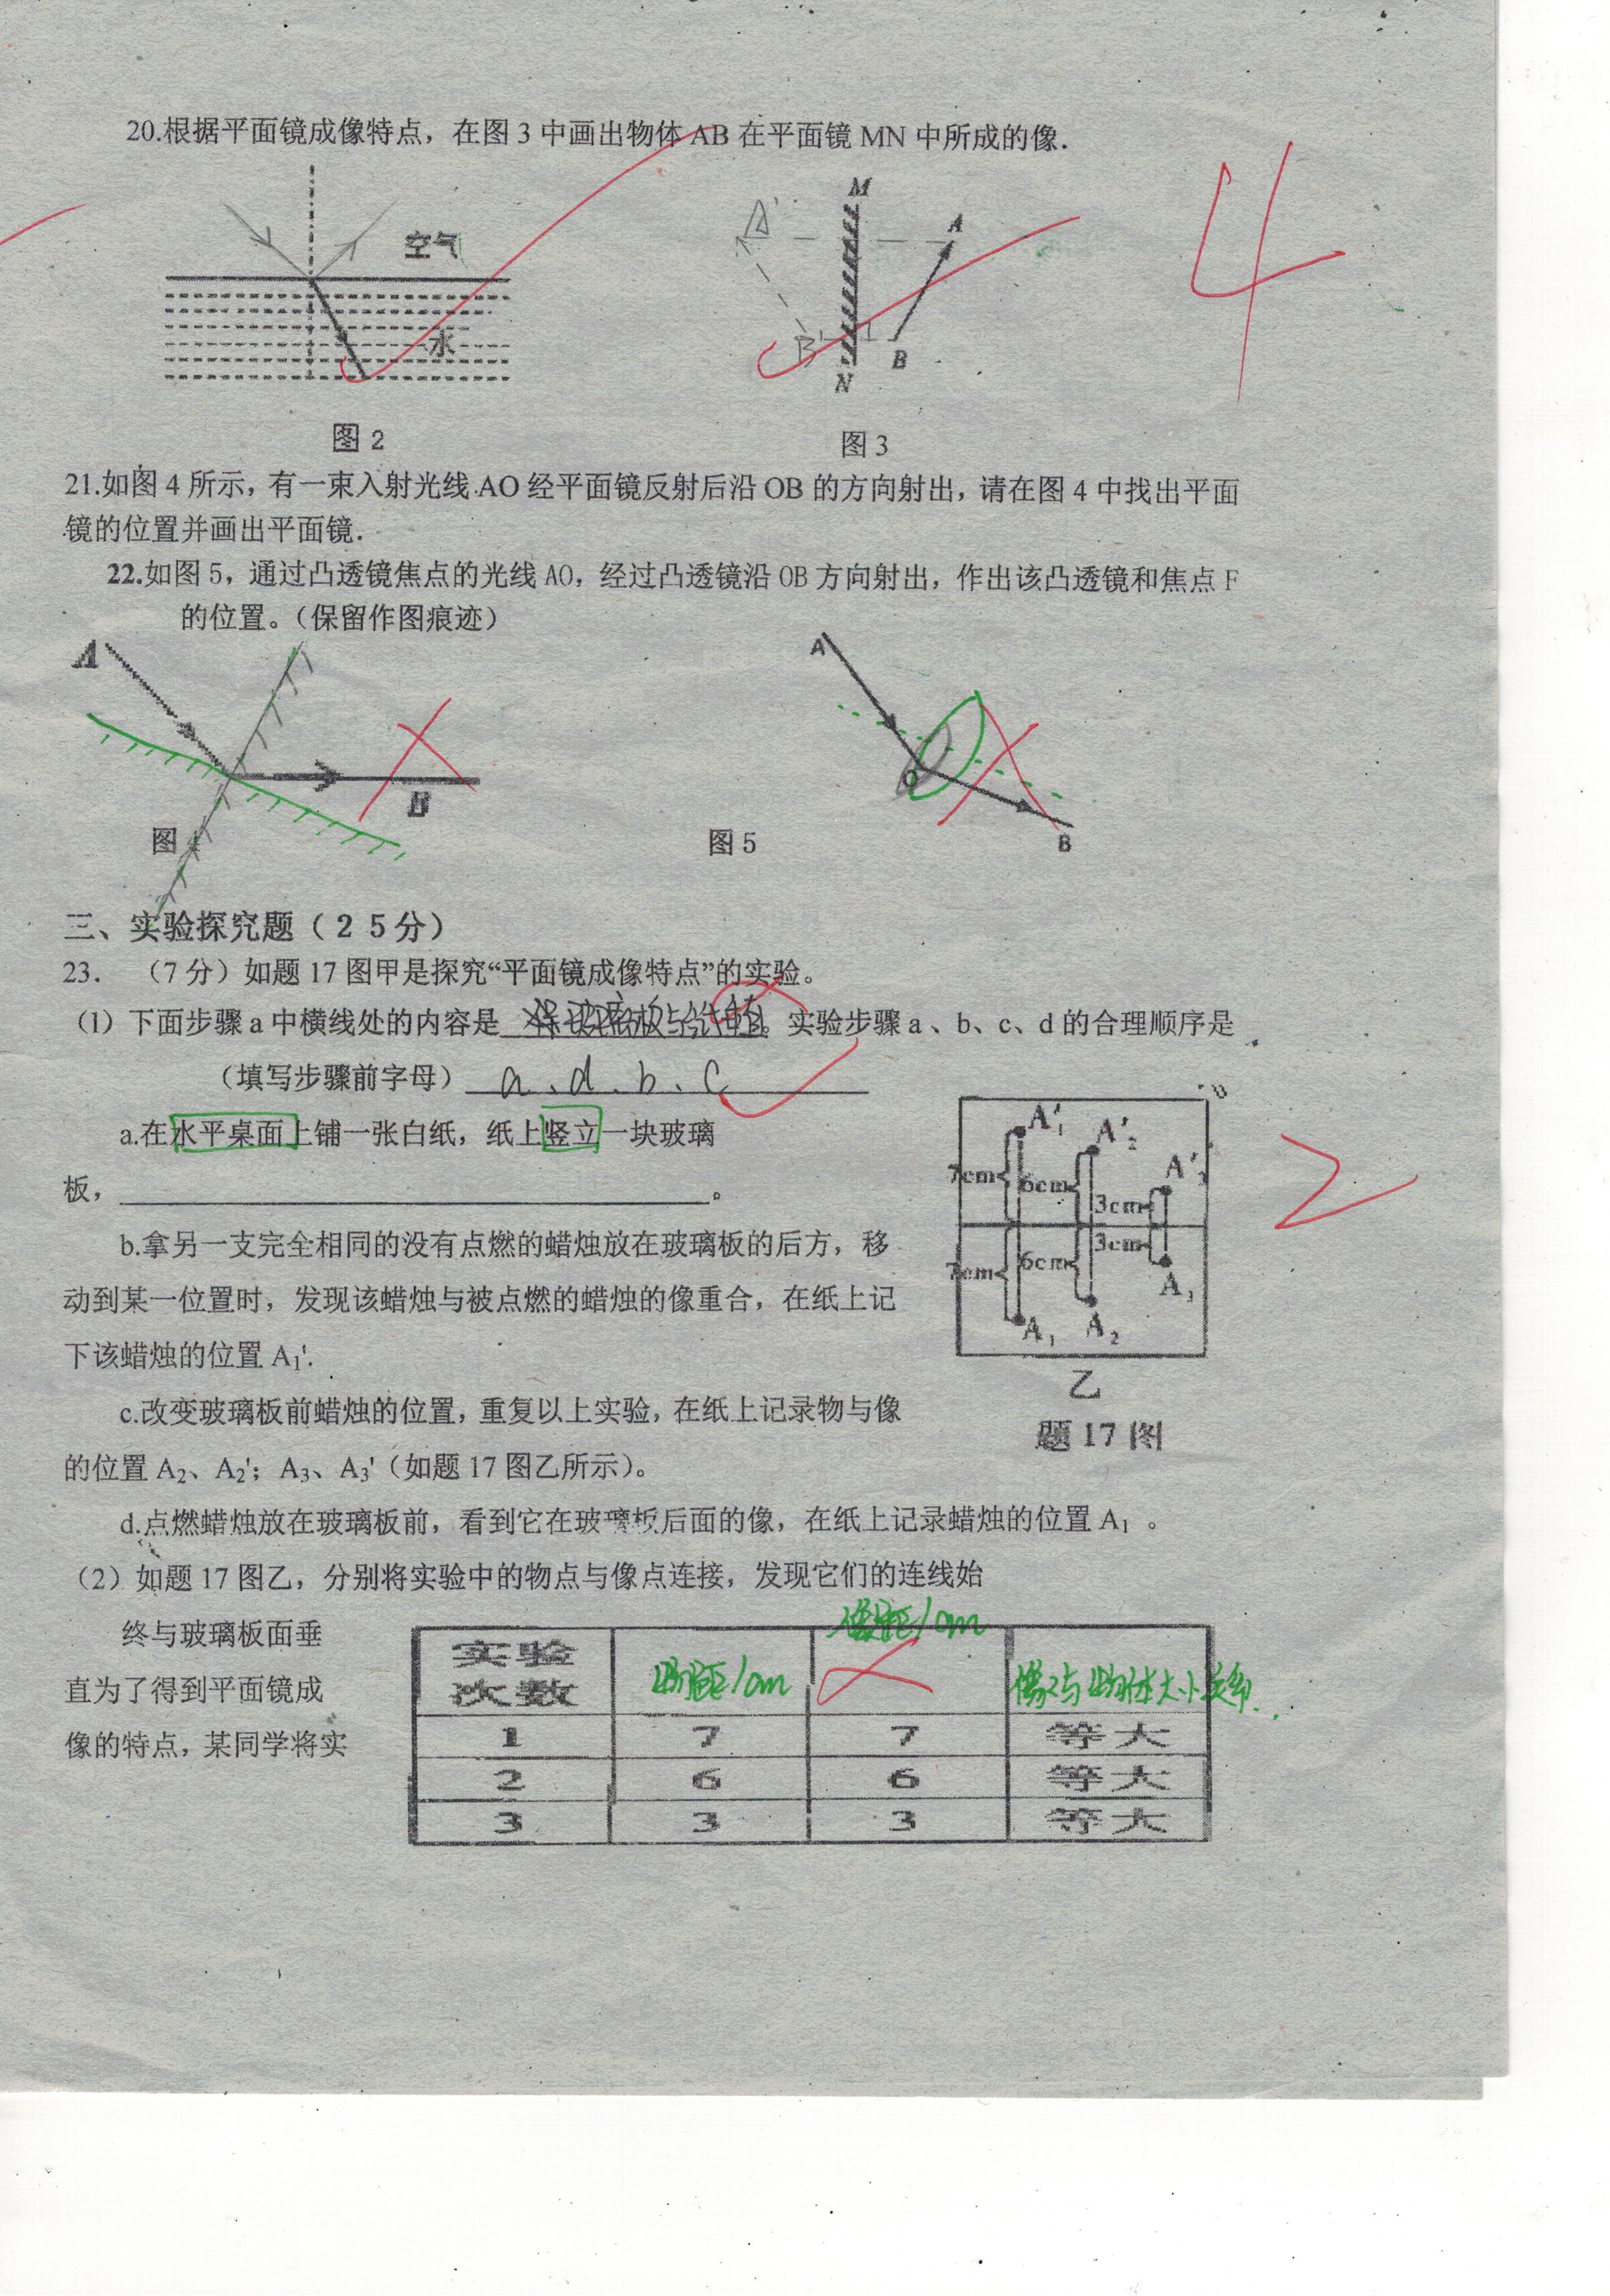 20.根据平面镜成像特点，在图 3 中画出物体 AB 在平面镜 MN 中所成的像.
空气
水
图 2
M
A'
A
B'
B
N
图 3
4
21.如图 4 所示，有一束入射光线 AO 经平面镜反射后沿 OB 的方向射出，请在图 4 中找出平面
镜的位置并画出平面镜.
22.如图 5，通过凸透镜焦点的光线 AO，经过凸透镜沿 OB 方向射出，作出该凸透镜和焦点 F
的位置。（保留作图痕迹）
A
B
图
A
O
B
图 5
三、实验探究题（２５分）
23. （7 分）如题 17 图甲是探究“平面镜成像特点”的实验。
（1）下面步骤 a 中横线处的内容是 玻璃板与纸 。实验步骤 a 、b、c、d 的合理顺序是
（填写步骤前字母） a、d、b、c
a.在水平桌面上铺一张白纸，纸上竖立一块玻璃
板， 。
b.拿另一支完全相同的没有点燃的蜡烛放在玻璃板的后方，移
动到某一位置时，发现该蜡烛与被点燃的蜡烛的像重合，在纸上记
下该蜡烛的位置 A₁'.
c.改变玻璃板前蜡烛的位置，重复以上实验，在纸上记录物与像
的位置 A₂、A₂'；A₃、A₃'（如题 17 图乙所示）。
d.点燃蜡烛放在玻璃板前，看到它在玻璃板后面的像，在纸上记录蜡烛的位置 A₁ 。
A'₁ A'₂ A'₃
7cm 6cm 3cm
7cm 6cm 3cm
A₁ A₂ A₃
乙
题 17 图
2
（2）如题 17 图乙，分别将实验中的物点与像点连接，发现它们的连线始
终与玻璃板面垂
直为了得到平面镜成
像的特点，某同学将实
实验次数 物距/cm 像距/cm 像与物体大小关系
1 7 7 等大
2 6 6 等大
3 3 3 等大